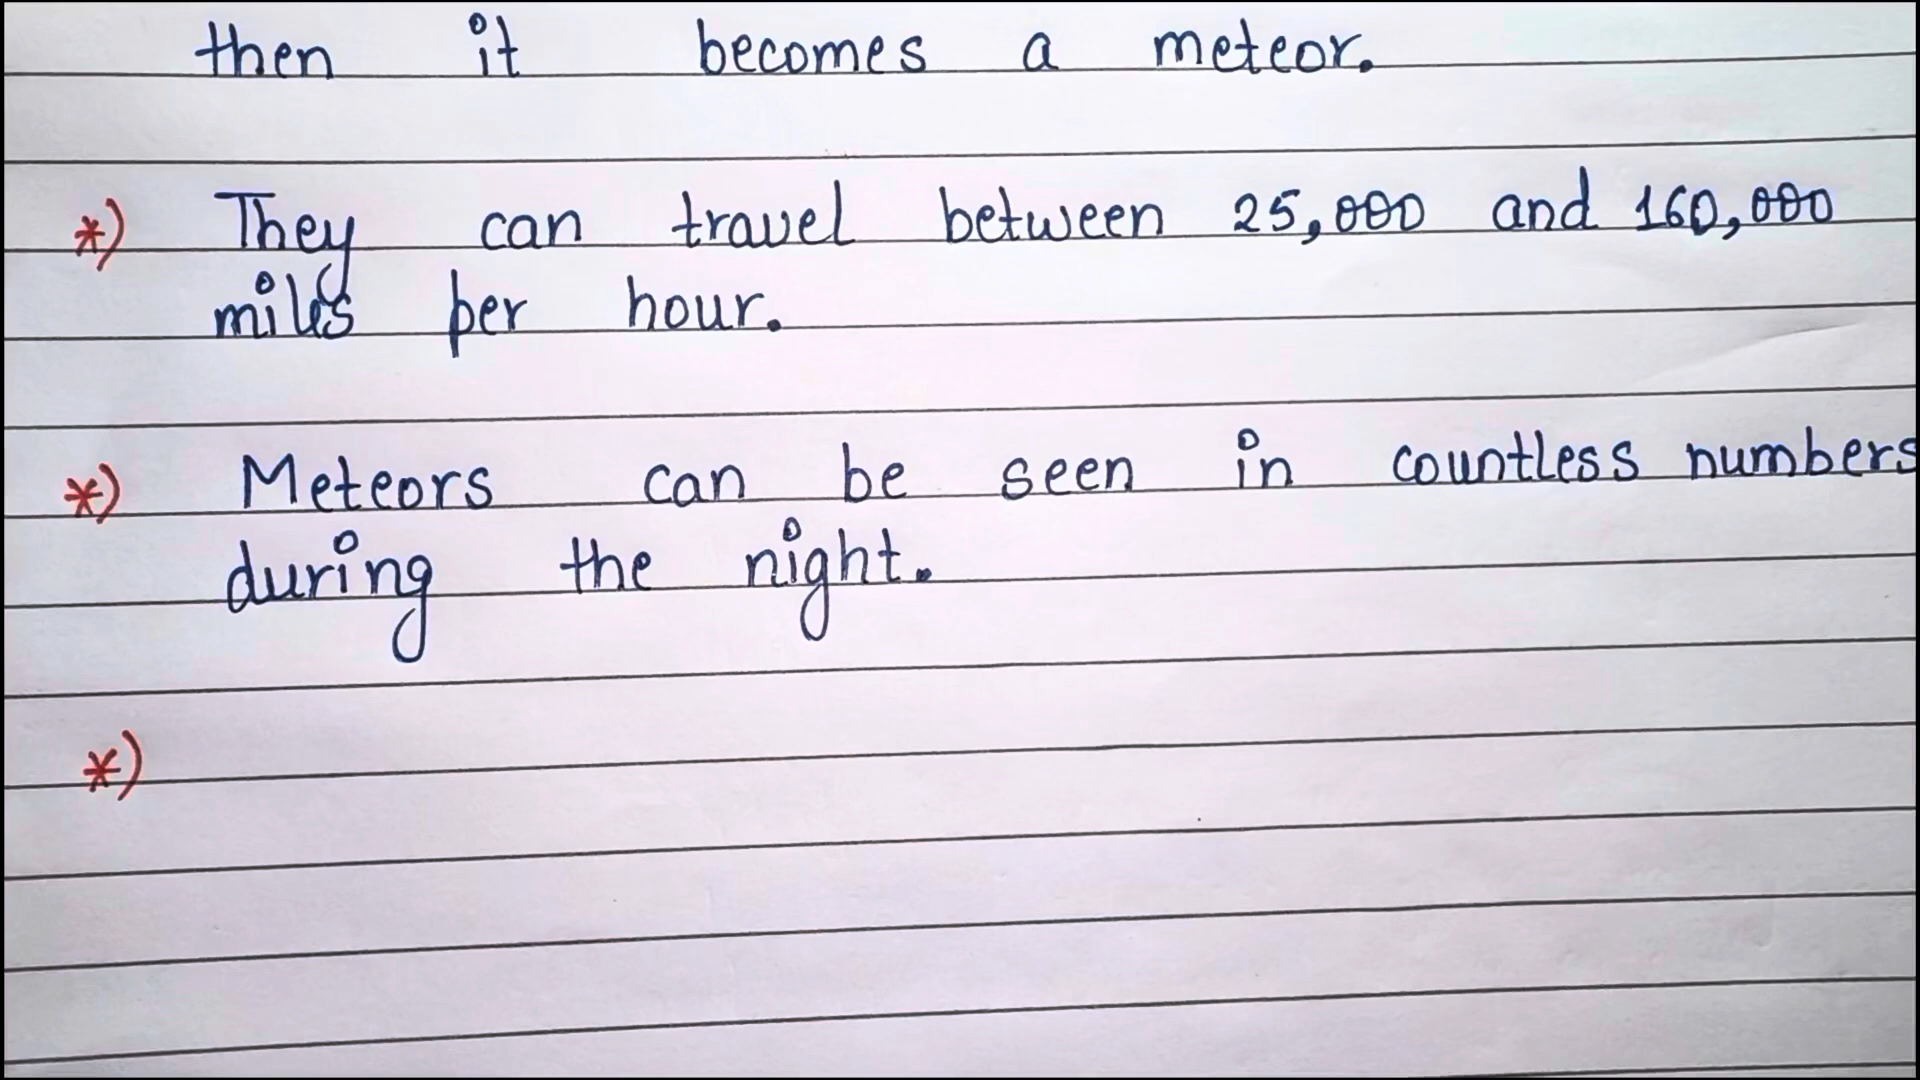 then it becomes a meteor.
*) They can travel between 25,000 and 160,000
miles per hour.
*) Meteors can be seen in countless numbers
during the night.
*)